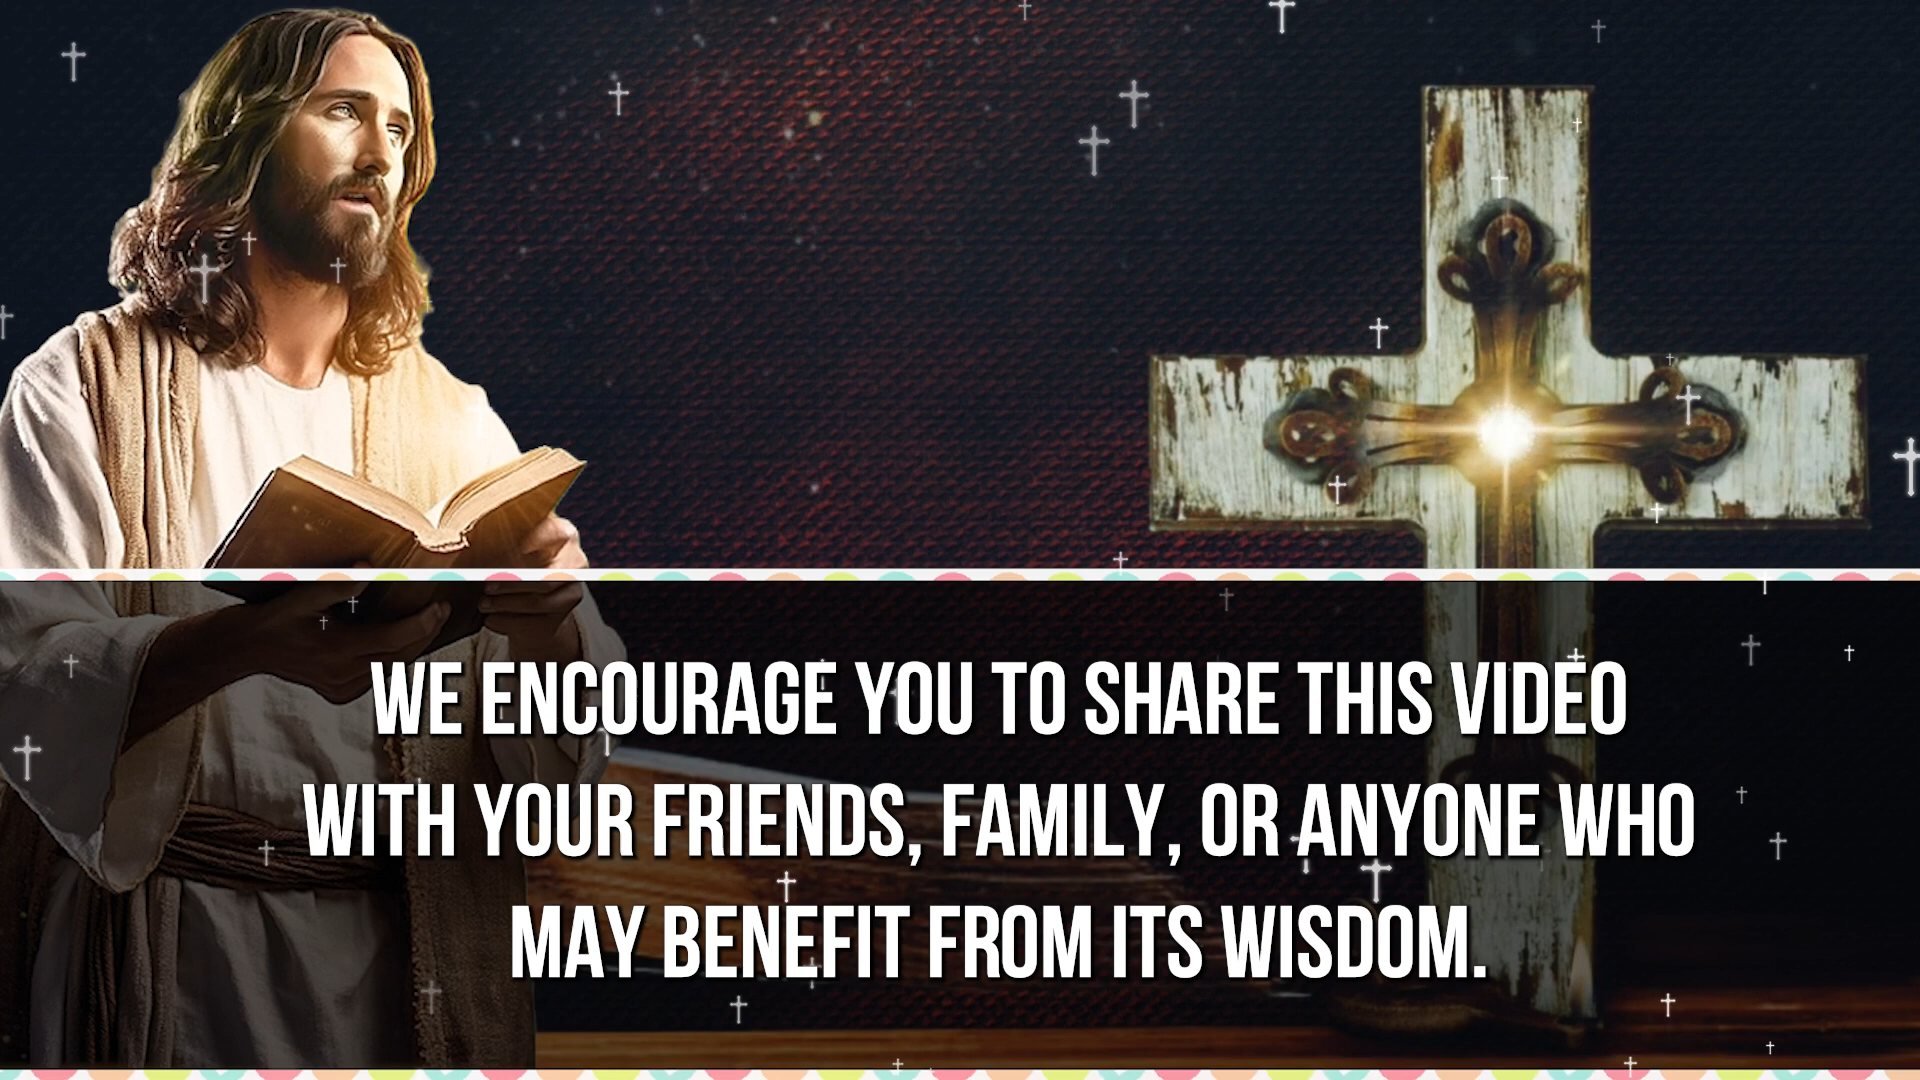 WE ENCOURAGE YOU TO SHARE THIS VIDEO
WITH YOUR FRIENDS, FAMILY, OR ANYONE WHO
MAY BENEFIT FROM ITS WISDOM.